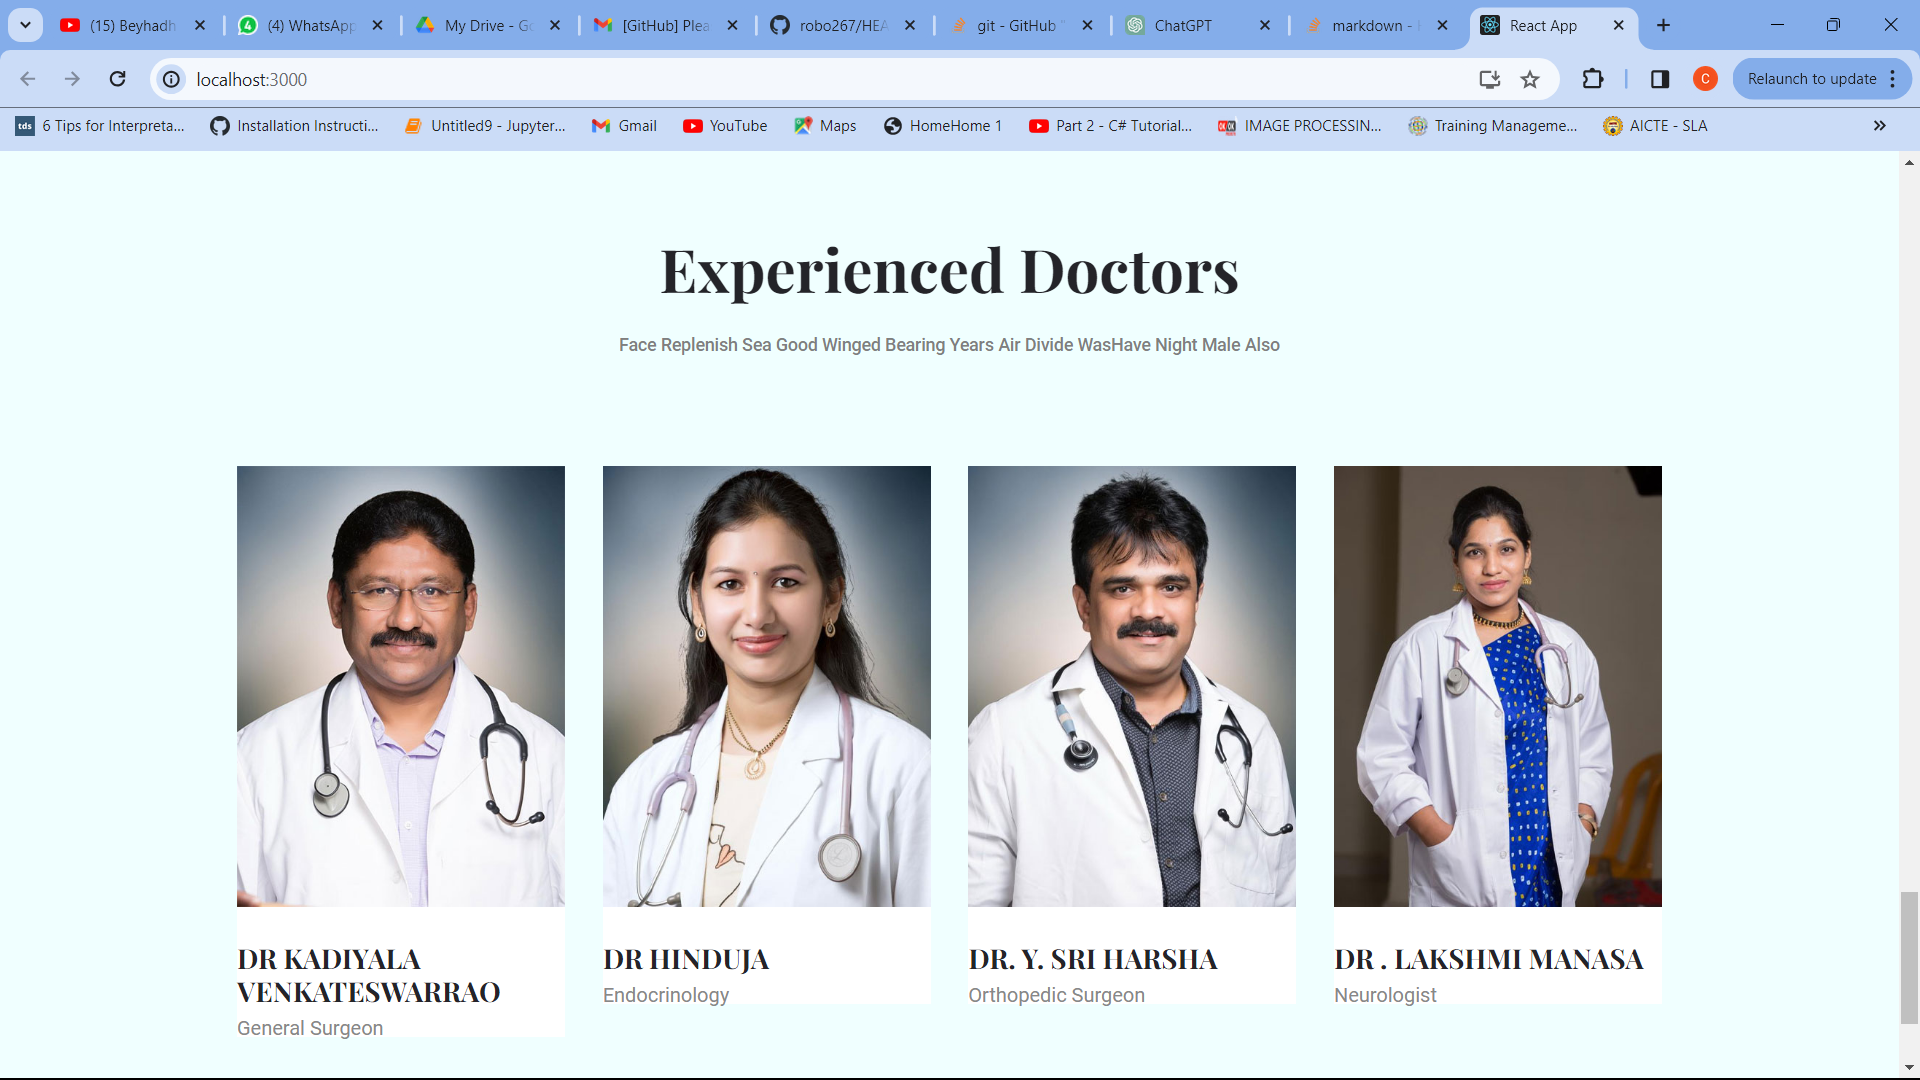 (15) Beyhadh
(4) WhatsApp
My Drive - Go
[GitHub] Plea
robo267/HEA
git - GitHub "
ChatGPT
markdown - H
React App
localhost:3000
C
Relaunch to update
tds 6 Tips for Interpreta...
Installation Instructi...
Untitled9 - Jupyter...
Gmail
YouTube
Maps
HomeHome 1
Part 2 - C# Tutorial...
IMAGE PROCESSIN...
Training Manageme...
AICTE - SLA
Experienced Doctors
Face Replenish Sea Good Winged Bearing Years Air Divide WasHave Night Male Also
DR KADIYALA
VENKATESWARRAO
General Surgeon
DR HINDUJA
Endocrinology
DR. Y. SRI HARSHA
Orthopedic Surgeon
DR . LAKSHMI MANASA
Neurologist